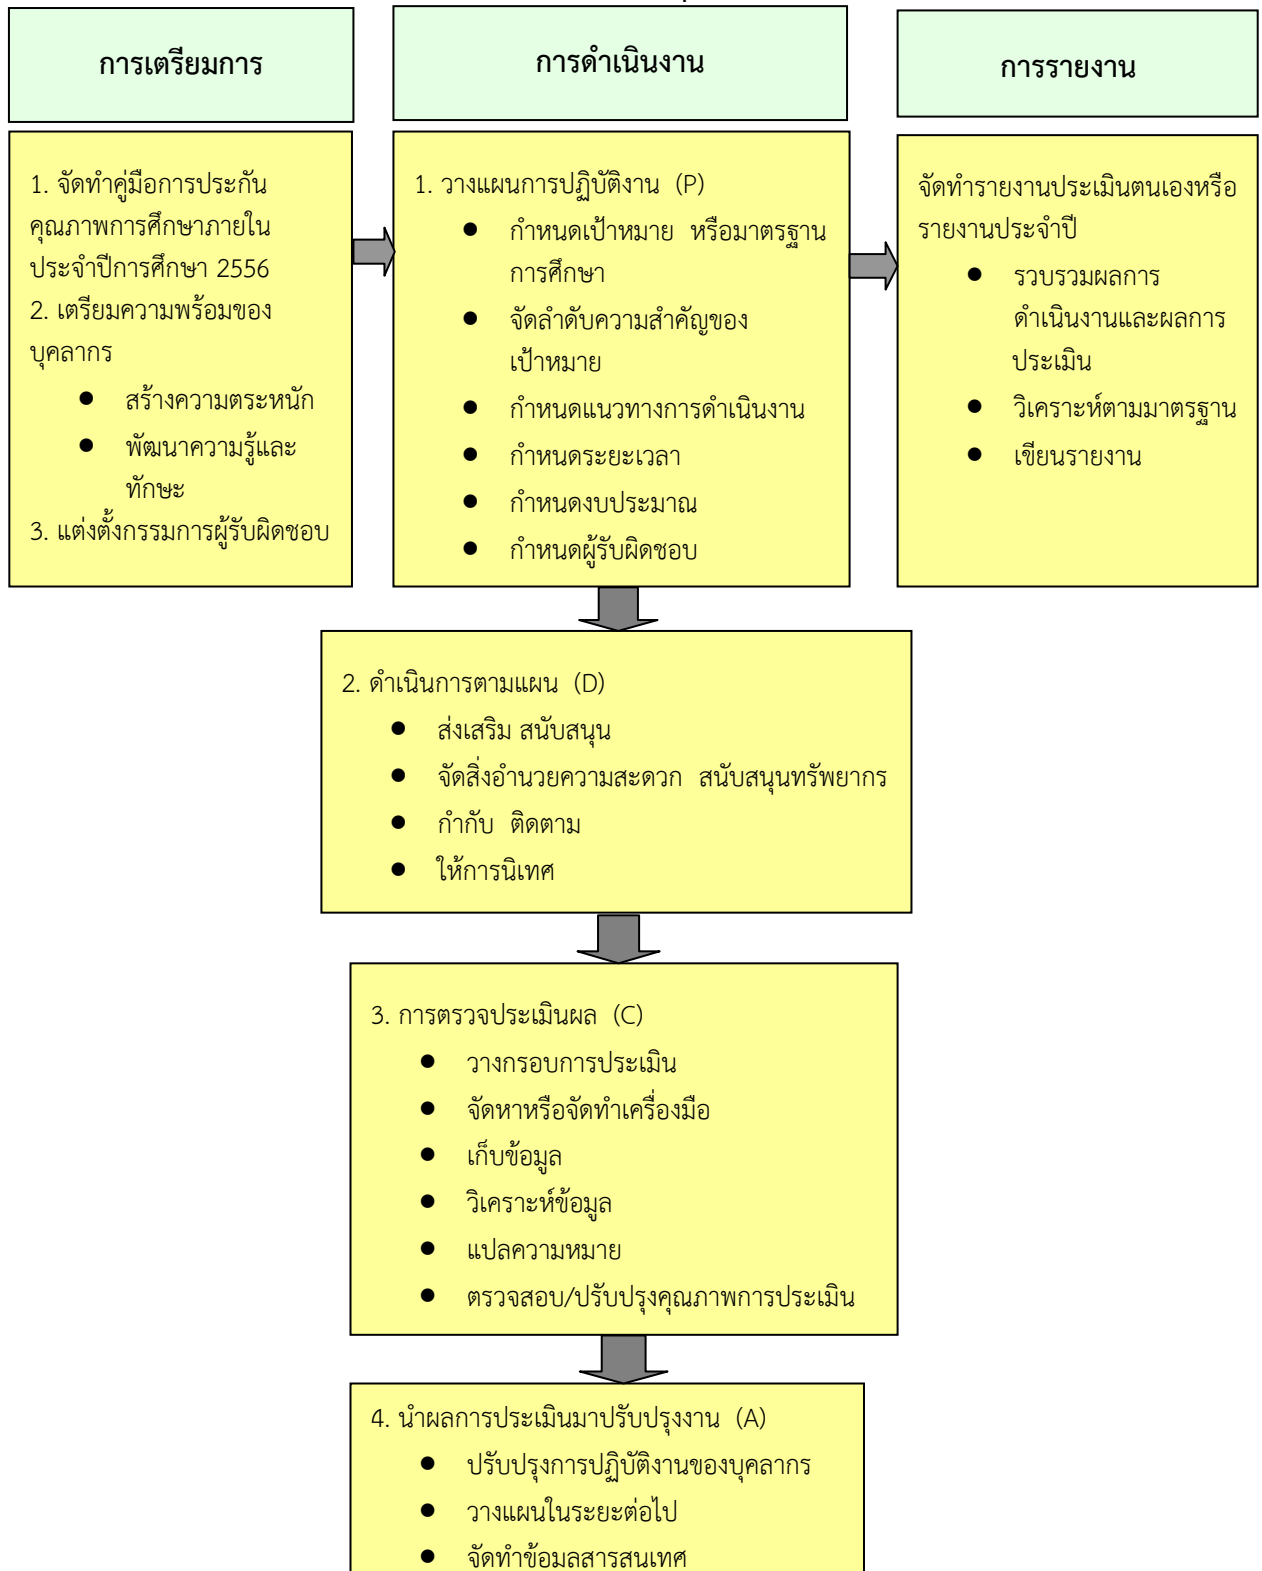 การเตรียมการ
การดำเนินงาน
การรายงาน
1. จัดทำคู่มือการประกัน
คุณภาพการศึกษาภายใน
ประจำปีการศึกษา 2556
2. เตรียมความพร้อมของ
บุคลากร
● สร้างความตระหนัก
● พัฒนาความรู้และ
ทักษะ
3. แต่งตั้งกรรมการผู้รับผิดชอบ
1. วางแผนการปฏิบัติงาน (P)
● กำหนดเป้าหมาย หรือมาตรฐาน
การศึกษา
● จัดลำดับความสำคัญของ
เป้าหมาย
● กำหนดแนวทางการดำเนินงาน
● กำหนดระยะเวลา
● กำหนดงบประมาณ
● กำหนดผู้รับผิดชอบ
จัดทำรายงานประเมินตนเองหรือ
รายงานประจำปี
● รวบรวมผลการ
ดำเนินงานและผลการ
ประเมิน
● วิเคราะห์ตามมาตรฐาน
● เขียนรายงาน
2. ดำเนินการตามแผน (D)
● ส่งเสริม สนับสนุน
● จัดสิ่งอำนวยความสะดวก สนับสนุนทรัพยากร
● กำกับ ติดตาม
● ให้การนิเทศ
3. การตรวจประเมินผล (C)
● วางกรอบการประเมิน
● จัดหาหรือจัดทำเครื่องมือ
● เก็บข้อมูล
● วิเคราะห์ข้อมูล
● แปลความหมาย
● ตรวจสอบ/ปรับปรุงคุณภาพการประเมิน
4. นำผลการประเมินมาปรับปรุงงาน (A)
● ปรับปรุงการปฏิบัติงานของบุคลากร
● วางแผนในระยะต่อไป
● จัดทำข้อมูลสารสนเทศ